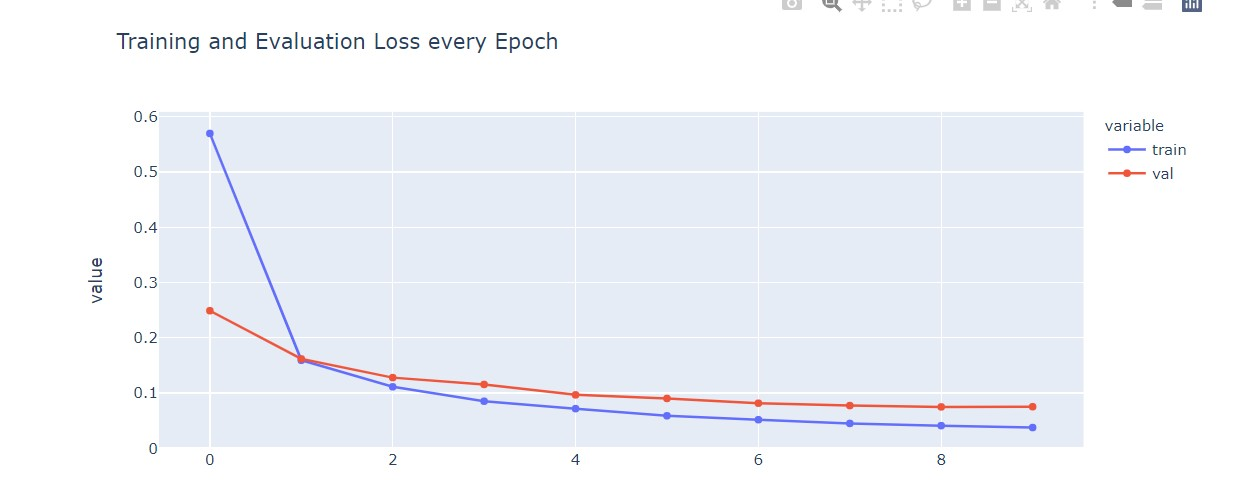 Training and Evaluation Loss every Epoch
0.6
0.5
0.4
0.3
0.2
0.1
0
value
0 2 4 6 8
variable
train
val